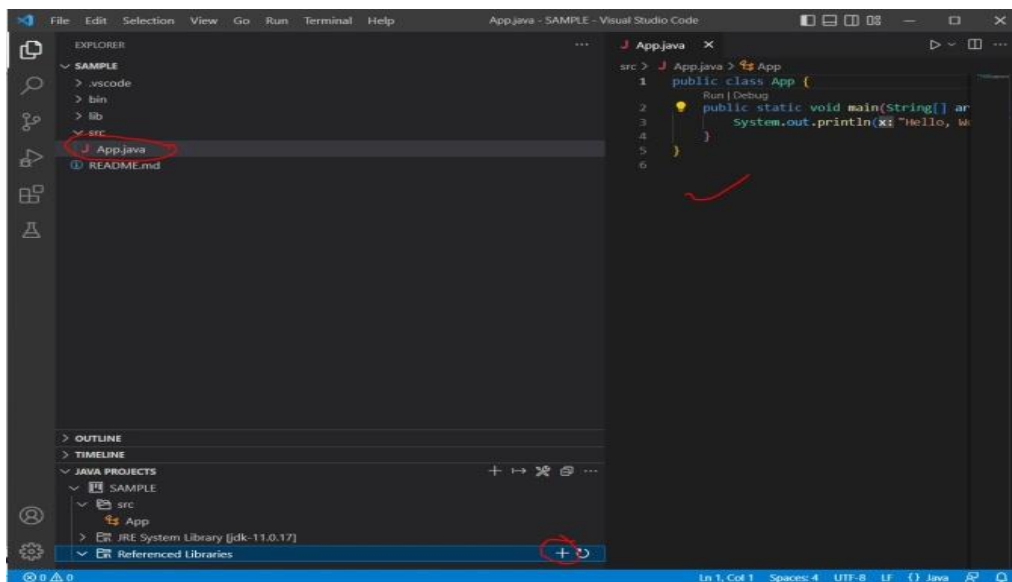 File Edit Selection View Go Run Terminal Help App.java - SAMPLE - Visual Studio Code
EXPLORER
SAMPLE
.vscode
bin
lib
src
J App.java
README.md
OUTLINE
TIMELINE
JAVA PROJECTS
SAMPLE
src
App
JRE System Library [jdk-11.0.17]
Referenced Libraries
J App.java
src > J App.java > App
1 public class App {
Run | Debug
2 public static void main(String[] ar
3 System.out.println(x: "Hello, Wo
4 }
5 }
6
0 0 Ln 1, Col 1 Spaces: 4 UTF-8 LF {} Java